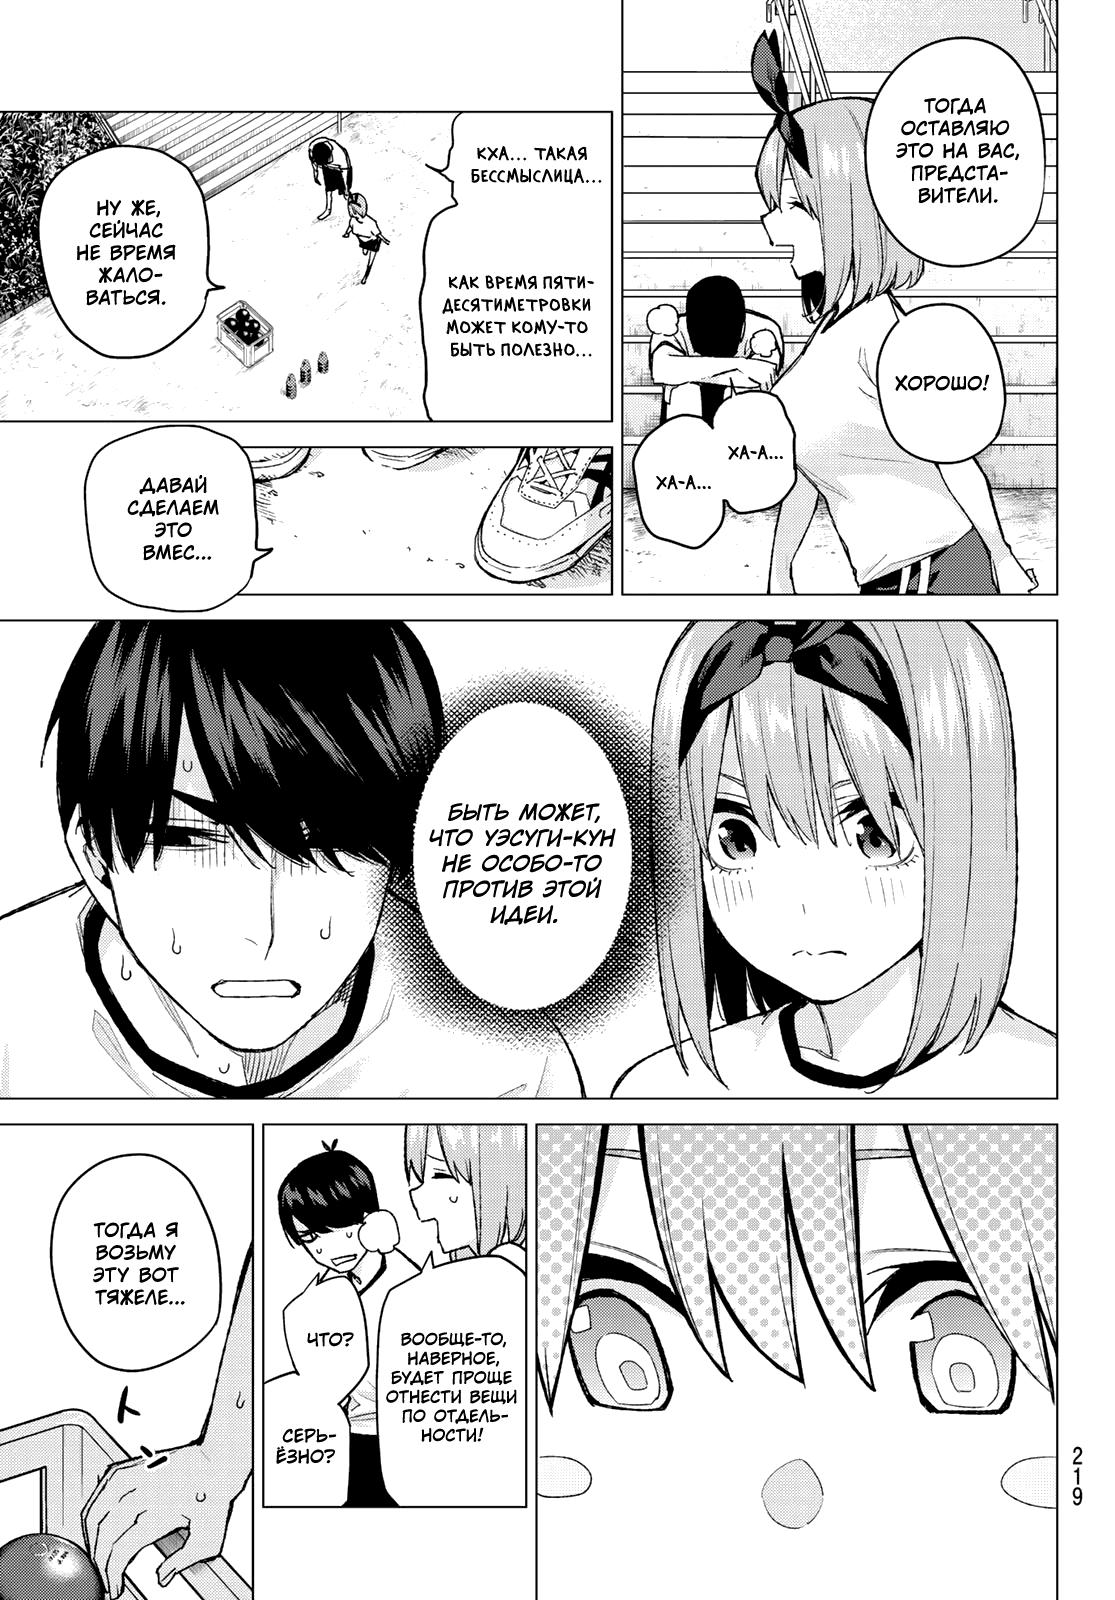 ТОГДА
ОСТАВЛЯЮ
ЭТО НА ВАС,
ПРЕДСТА-
ВИТЕЛИ.
ХОРОШО!
ХА-А...
ХА-А...
КХА... ТАКАЯ
БЕССМЫСЛИЦА...
КАК ВРЕМЯ ПЯТИ-
ДЕСЯТИМЕТРОВКИ
МОЖЕТ КОМУ-ТО
БЫТЬ ПОЛЕЗНО...
НУ ЖЕ,
СЕЙЧАС
НЕ ВРЕМЯ
ЖАЛО-
ВАТЬСЯ.
ДАВАЙ
СДЕЛАЕМ
ЭТО
ВМЕС...
БЫТЬ МОЖЕТ,
ЧТО УЭСУГИ-КУН
НЕ ОСОБО-ТО
ПРОТИВ ЭТОЙ
ИДЕИ.
ВООБЩЕ-ТО,
НАВЕРНОЕ,
БУДЕТ ПРОЩЕ
ОТНЕСТИ ВЕЩИ
ПО ОТДЕЛЬ-
НОСТИ!
ЧТО?
СЕРЬ-
ЁЗНО?
ТОГДА Я
ВОЗЬМУ
ЭТУ ВОТ
ТЯЖЕЛЕ...
219